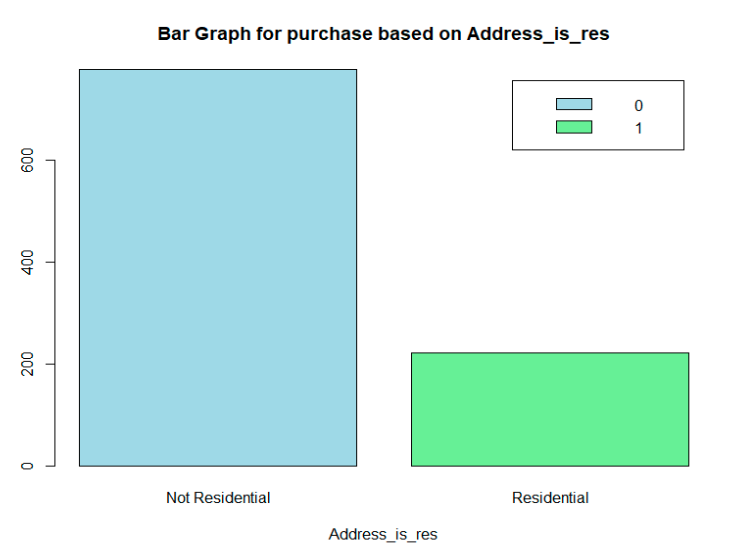 Bar Graph for purchase based on Address_is_res
0
1
600
400
200
0
Not Residential
Residential
Address_is_res